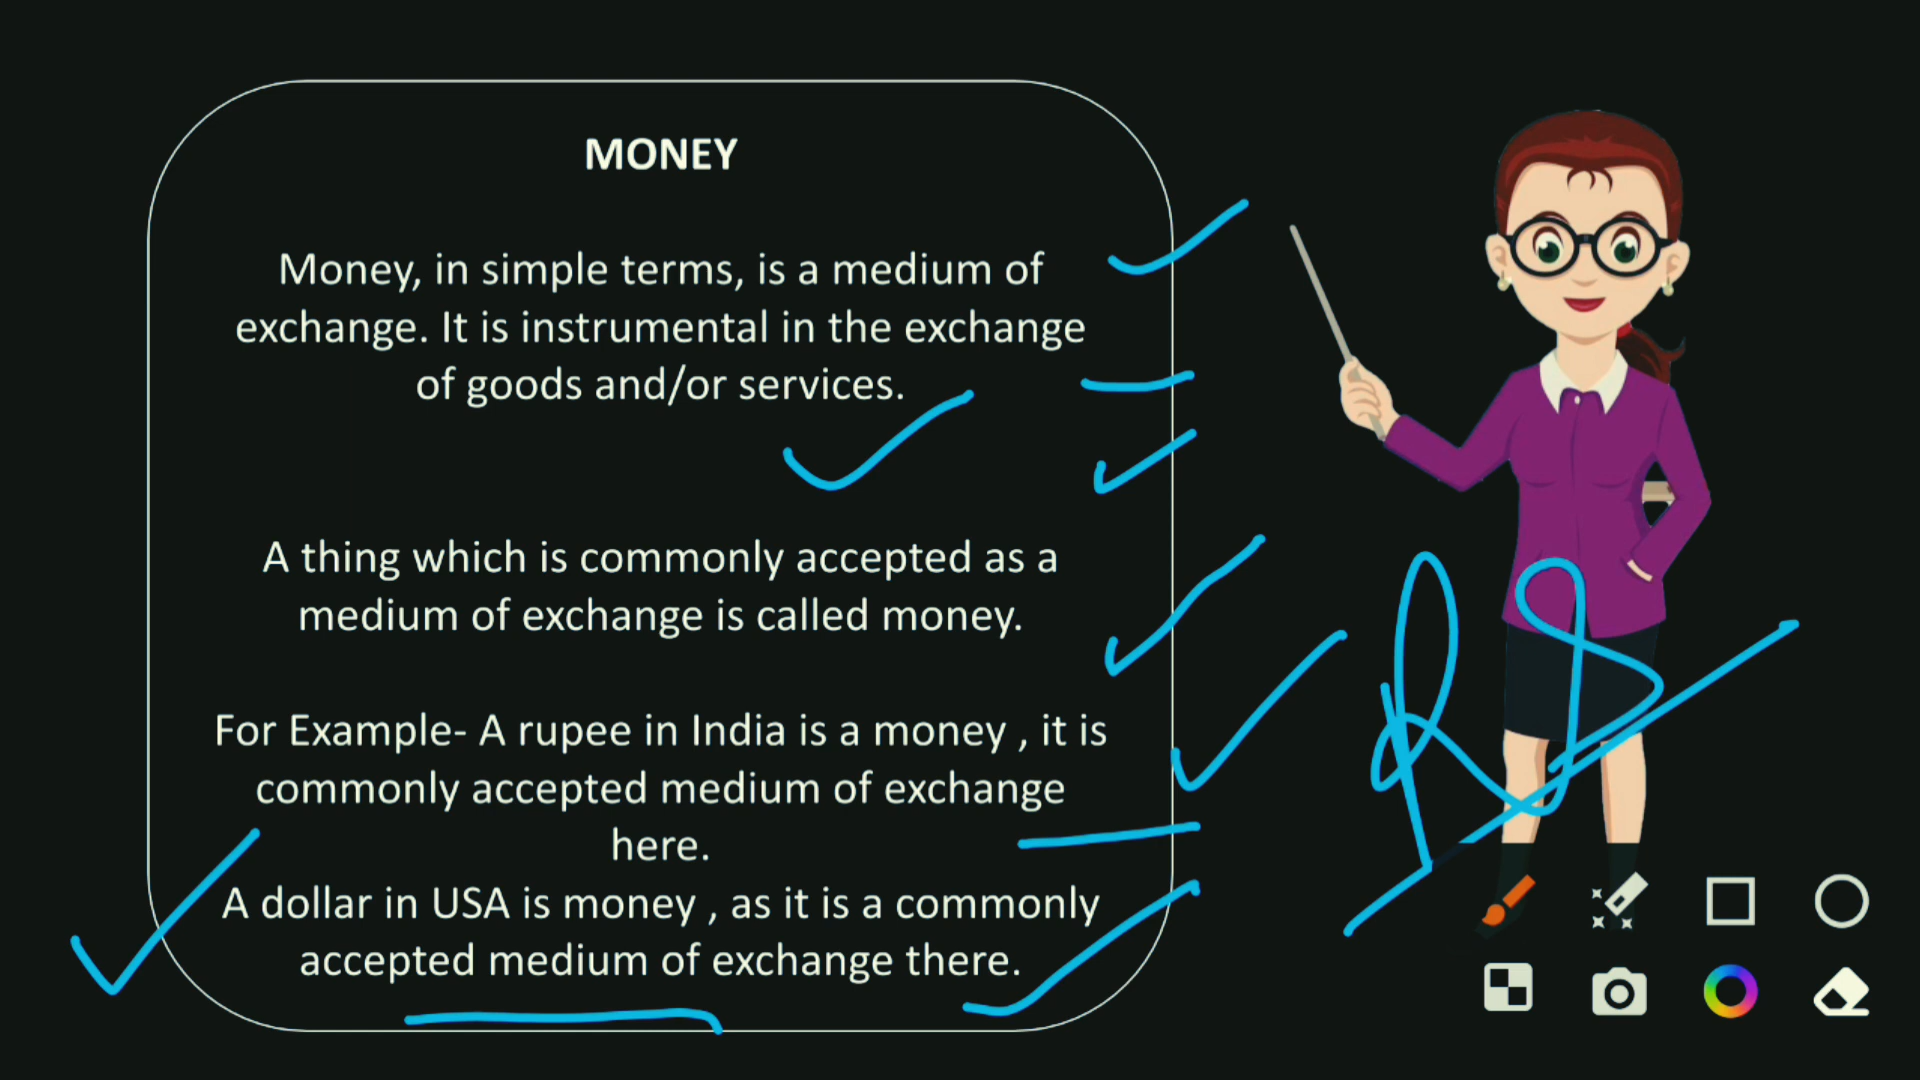 MONEY
Money, in simple terms, is a medium of
exchange. It is instrumental in the exchange
of goods and/or services.
A thing which is commonly accepted as a
medium of exchange is called money.
For Example- A rupee in India is a money , it is
commonly accepted medium of exchange
here.
A dollar in USA is money , as it is a commonly
accepted medium of exchange there.